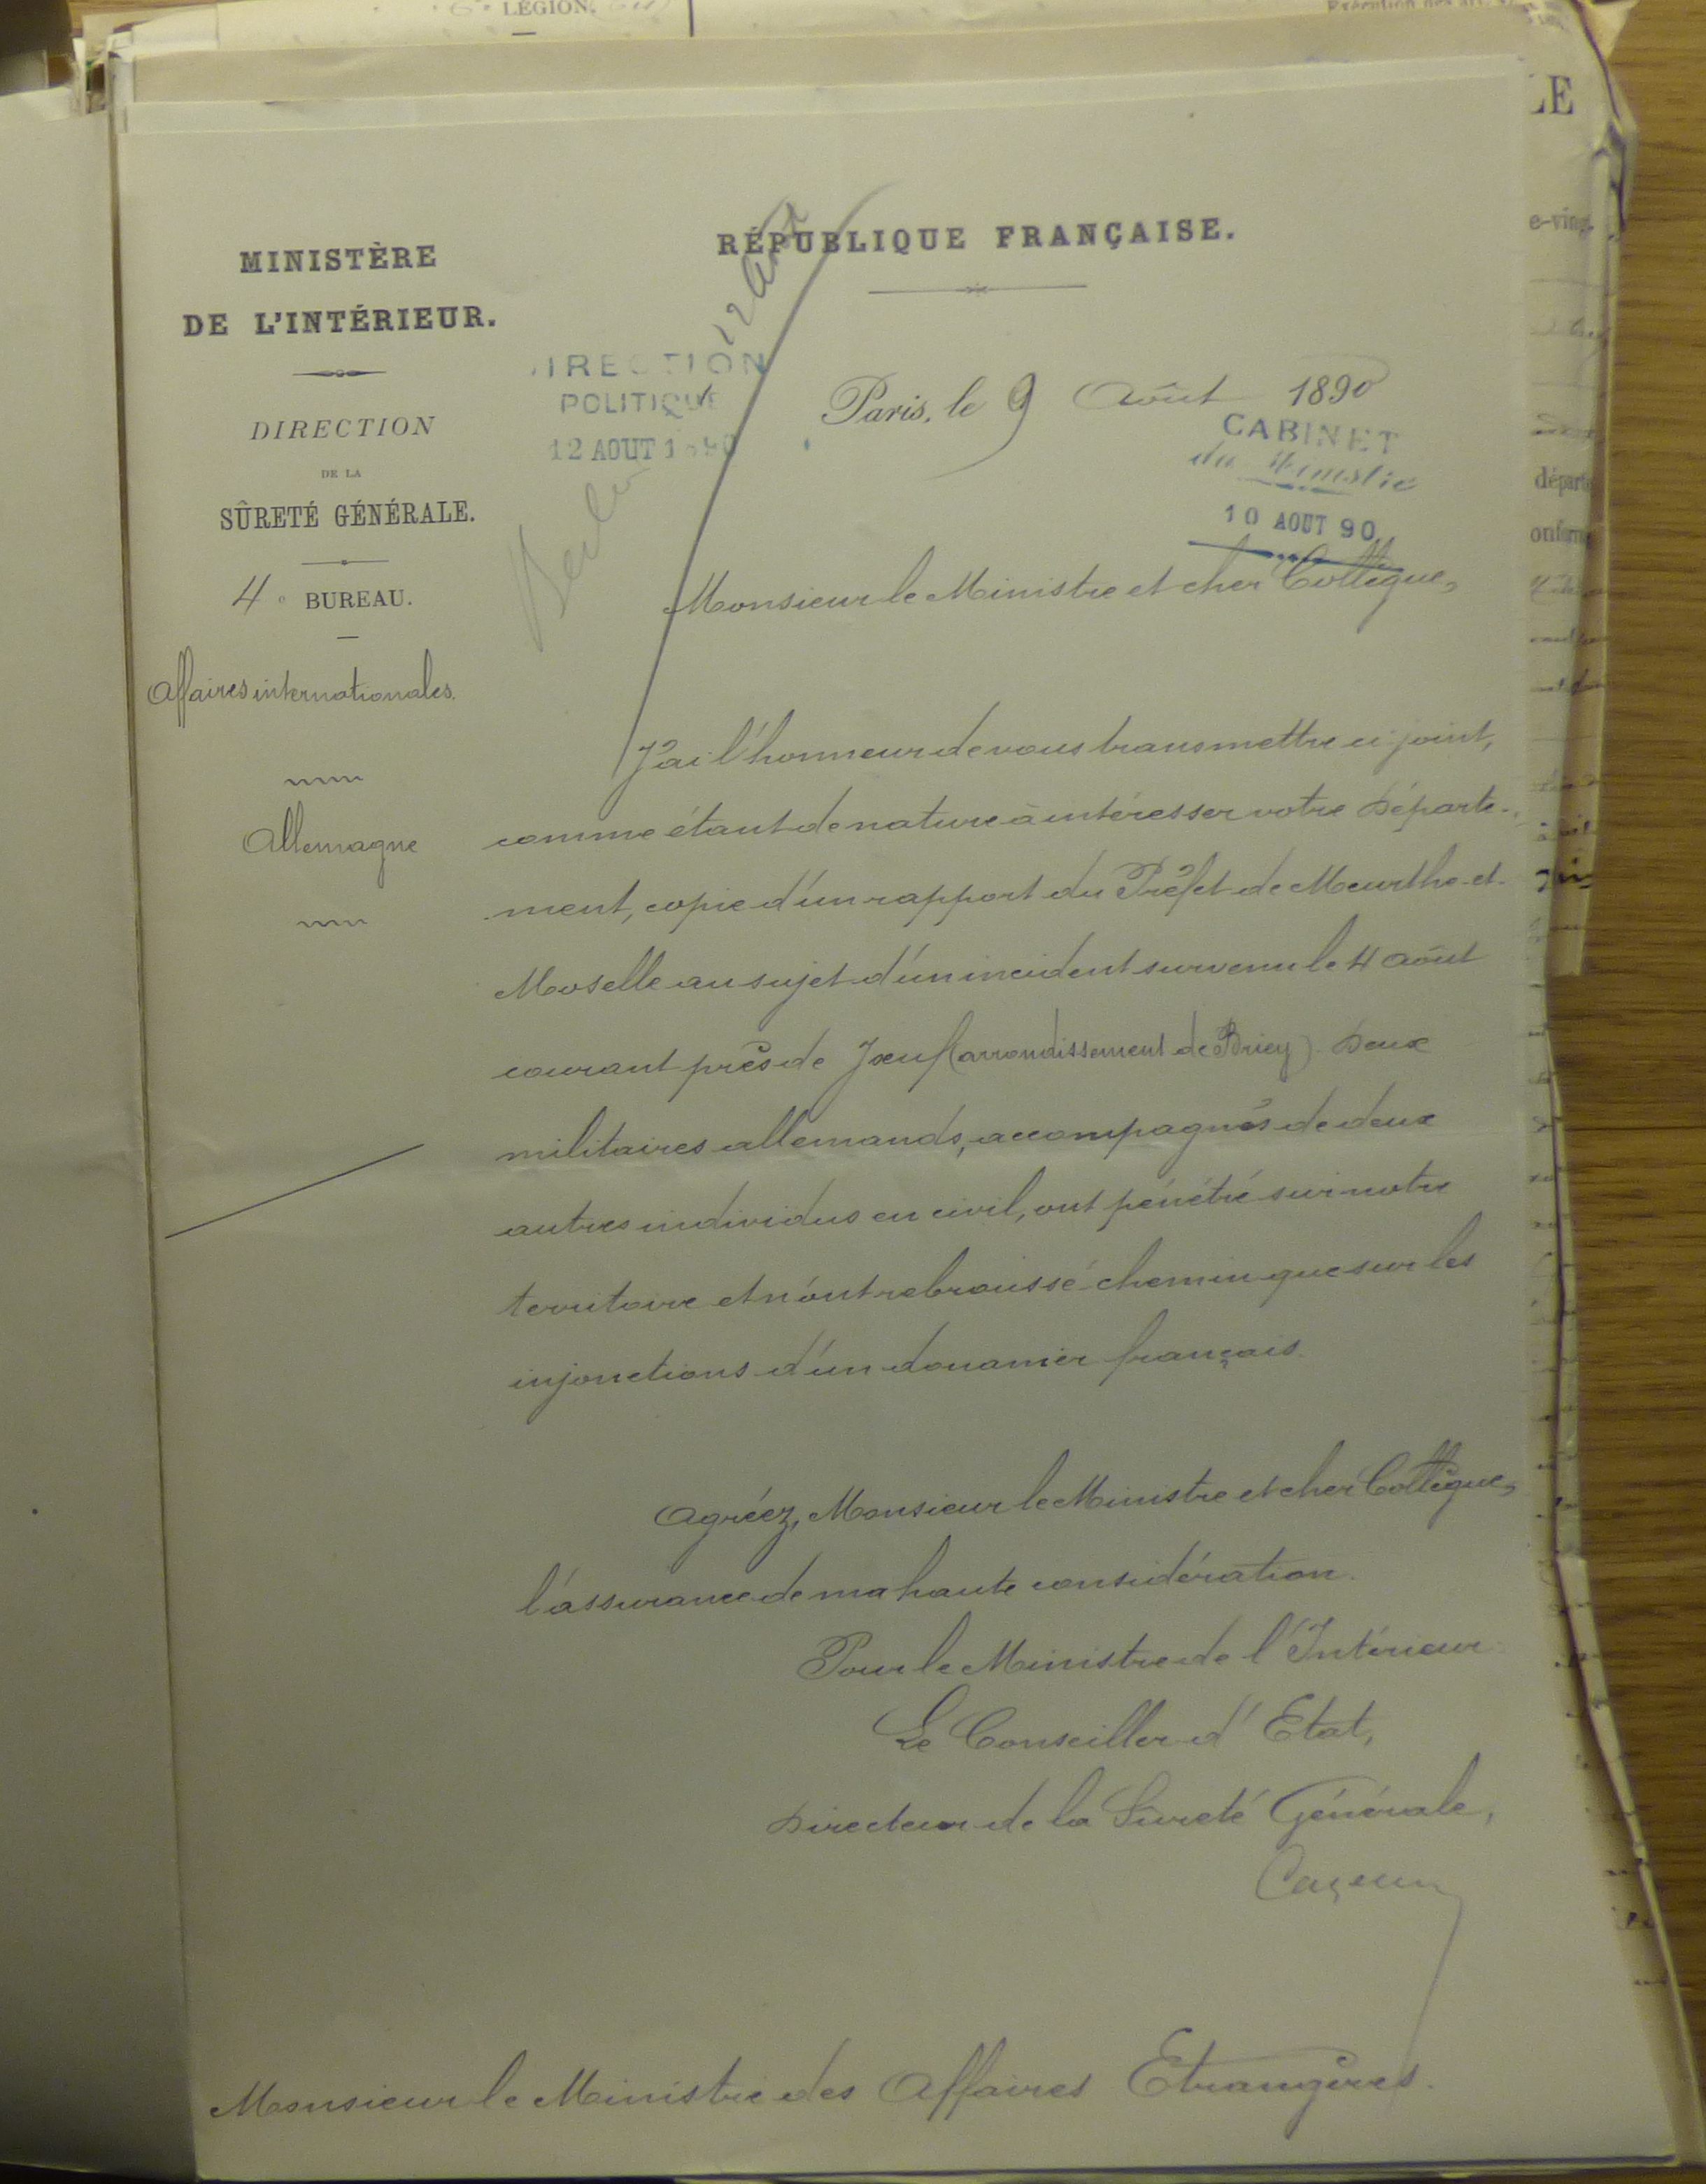 LÉGION.
LE
MINISTÈRE
DE L'INTÉRIEUR.
DIRECTION
DE LA
SÛRETÉ GÉNÉRALE.
4e BUREAU.
Affaires internationales.
Allemagne
RÉPUBLIQUE FRANÇAISE.
12 Août
DIRECTION
POLITIQUE
12 AOUT 1890
Berlin
Paris, le 9 Août 1890
CABINET
du Ministre
10 AOUT 90
Monsieur le Ministre et cher Collègue,
J'ai l'honneur de vous transmettre ci-joint,
comme étant de nature à intéresser votre Départe-
ment, copie d'un rapport du Préfet de Meurthe-et-
Moselle au sujet d'un incident survenu le 4 août
courant près de Joeuf (arrondissement de Briey). Deux
militaires allemands, accompagnés de deux
autres individus en civil, ont pénétré sur notre
territoire et n'ont rebroussé chemin que sur les
injonctions d'un douanier français.
Agréez, Monsieur le Ministre et cher Collègue,
l'assurance de ma haute considération.
Pour le Ministre de l'Intérieur
Le Conseiller d'Etat,
Directeur de la Sûreté Générale,
Monsieur le Ministre des Affaires Etrangères.